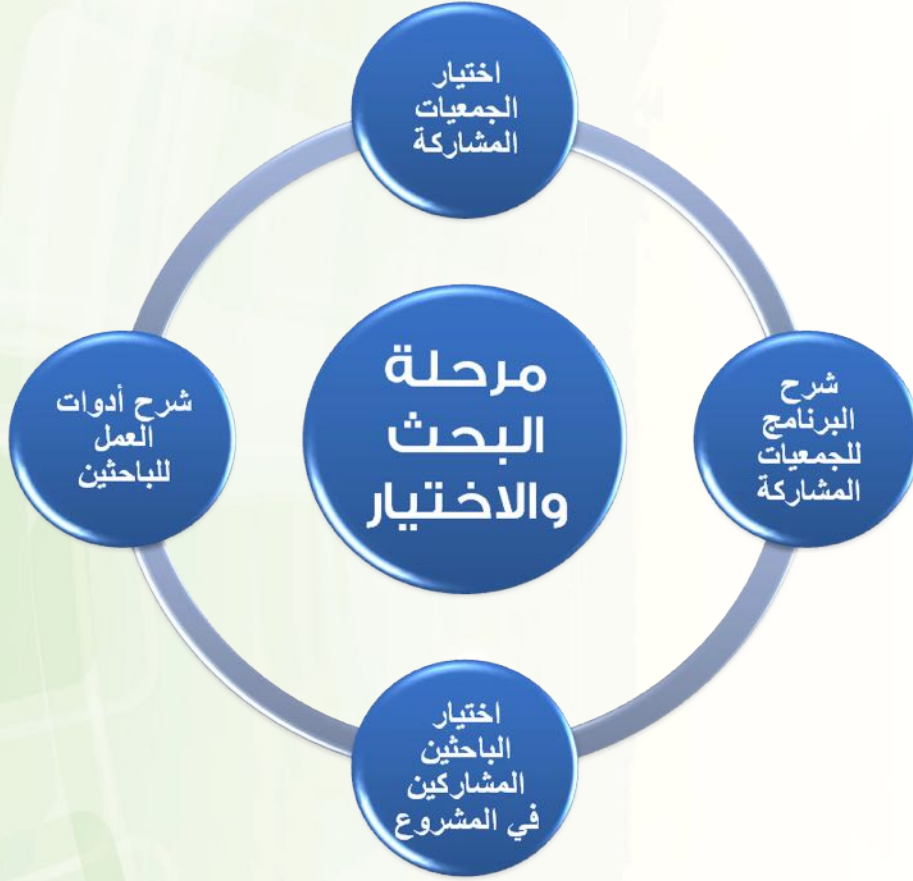 اختيار
الجمعيات
المشاركة
مرحلة
البحث
والاختيار
شرح
البرنامج
للجمعيات
المشاركة
اختيار
الباحثين
المشاركين
في المشروع
شرح أدوات
العمل
للباحثين